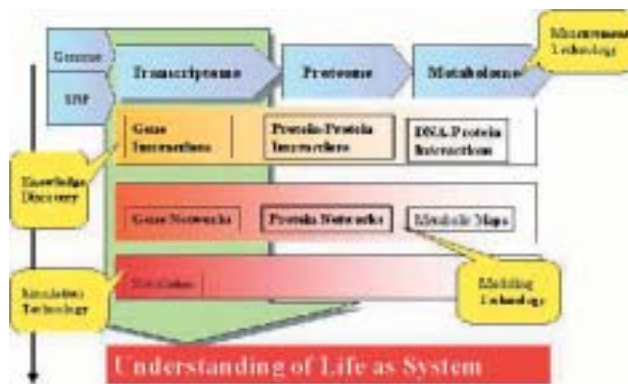 Measurement
Technology
Genome
SNP
Transcriptome
Proteome
Metabolome
Gene
Interactions
Protein-Protein
Interactions
DNA-Protein
Interactions
Knowledge
Discovery
Gene Networks
Protein Networks
Metabolic Maps
Simulation
Technology
Modeling
Technology
Understanding of Life as System